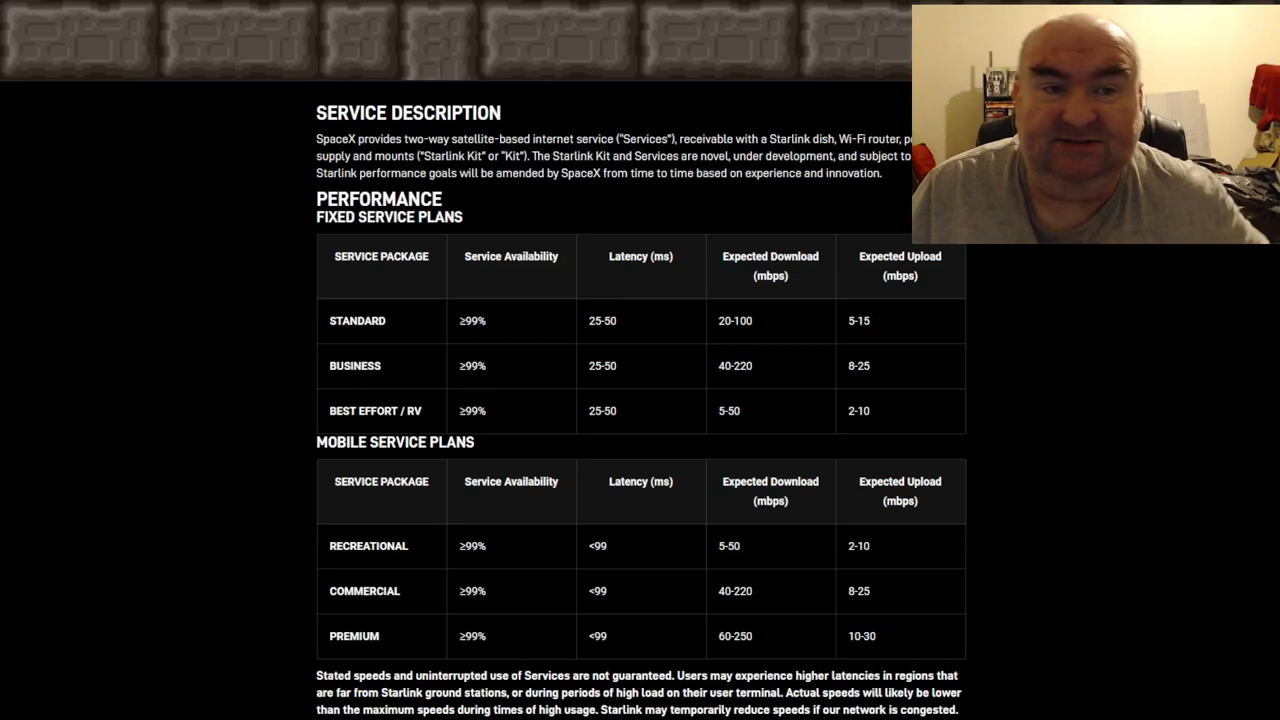 SERVICE DESCRIPTION
SpaceX provides two-way satellite-based internet service ("Services"), receivable with a Starlink dish, Wi-Fi router,
supply and mounts ("Starlink Kit" or "Kit"). The Starlink Kit and Services are novel, under development, and subject to
Starlink performance goals will be amended by SpaceX from time to time based on experience and innovation.
PERFORMANCE
FIXED SERVICE PLANS
SERVICE PACKAGE Service Availability Latency (ms) Expected Download (mbps) Expected Upload (mbps)
STANDARD ≥99% 25-50 20-100 5-15
BUSINESS ≥99% 25-50 40-220 8-25
BEST EFFORT / RV ≥99% 25-50 5-50 2-10
MOBILE SERVICE PLANS
SERVICE PACKAGE Service Availability Latency (ms) Expected Download (mbps) Expected Upload (mbps)
RECREATIONAL ≥99% <99 5-50 2-10
COMMERCIAL ≥99% <99 40-220 8-25
PREMIUM ≥99% <99 60-250 10-30
Stated speeds and uninterrupted use of Services are not guaranteed. Users may experience higher latencies in regions that
are far from Starlink ground stations, or during periods of high load on their user terminal. Actual speeds will likely be lower
than the maximum speeds during times of high usage. Starlink may temporarily reduce speeds if our network is congested.